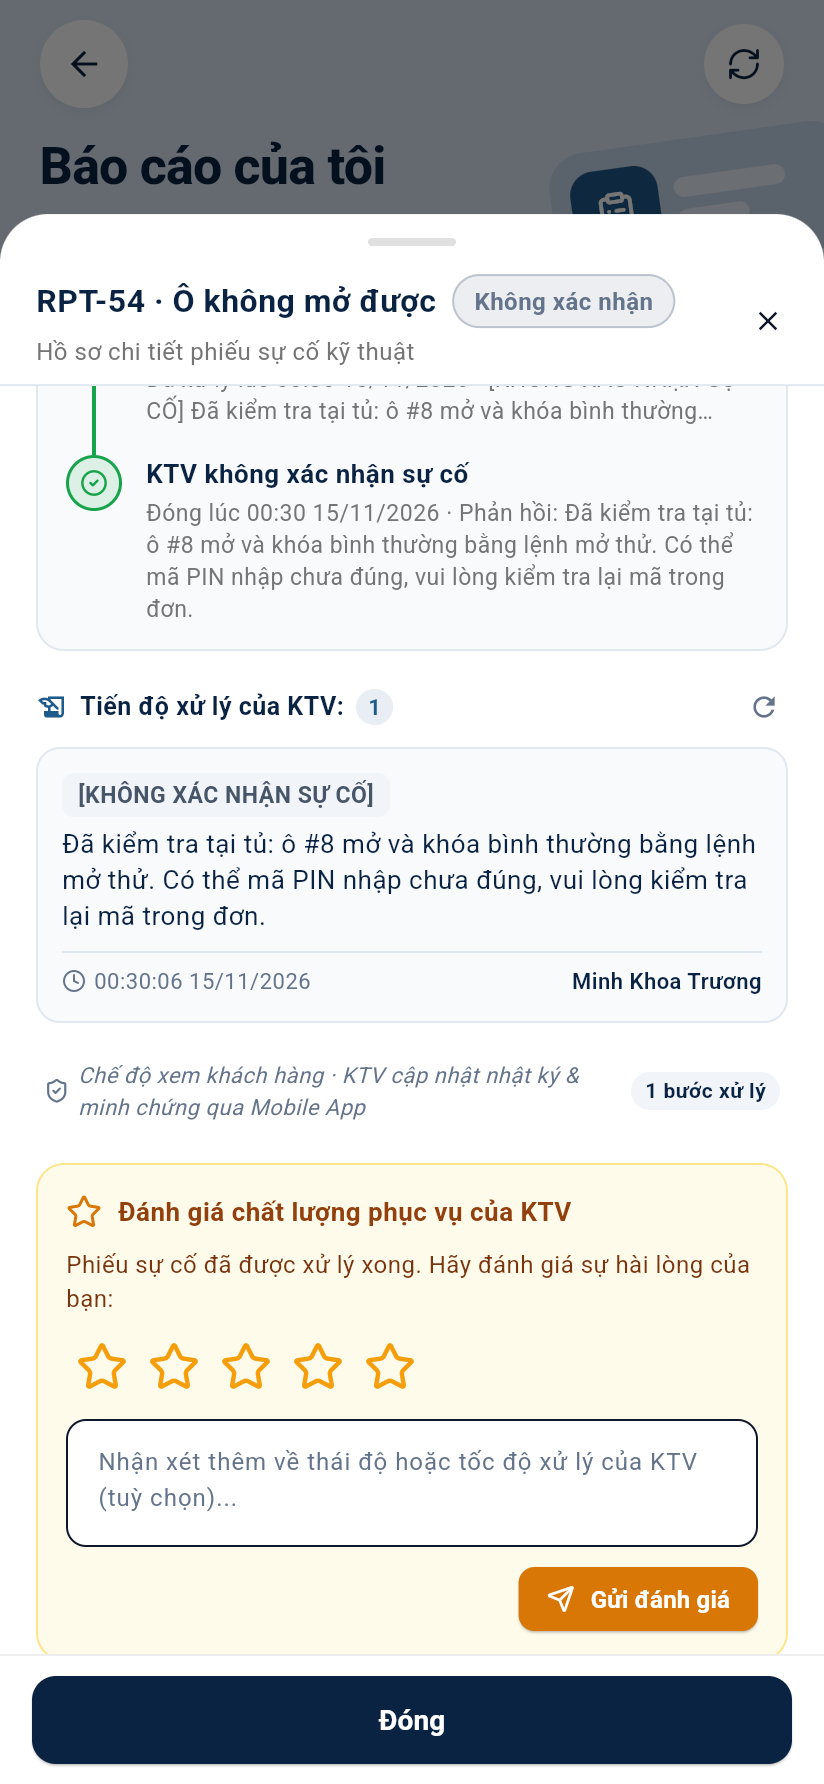 Báo cáo của tôi
RPT-54 · Ô không mở được
Không xác nhận
Hồ sơ chi tiết phiếu sự cố kỹ thuật
CỐ] Đã kiểm tra tại tủ: ô #8 mở và khóa bình thường...
KTV không xác nhận sự cố
Đóng lúc 00:30 15/11/2026 · Phản hồi: Đã kiểm tra tại tủ:
ô #8 mở và khóa bình thường bằng lệnh mở thử. Có thể
mã PIN nhập chưa đúng, vui lòng kiểm tra lại mã trong
đơn.
Tiến độ xử lý của KTV: 1
[KHÔNG XÁC NHẬN SỰ CỐ]
Đã kiểm tra tại tủ: ô #8 mở và khóa bình thường bằng lệnh
mở thử. Có thể mã PIN nhập chưa đúng, vui lòng kiểm tra
lại mã trong đơn.
00:30:06 15/11/2026
Minh Khoa Trương
Chế độ xem khách hàng · KTV cập nhật nhật ký &
minh chứng qua Mobile App
1 bước xử lý
Đánh giá chất lượng phục vụ của KTV
Phiếu sự cố đã được xử lý xong. Hãy đánh giá sự hài lòng của
bạn:
Nhận xét thêm về thái độ hoặc tốc độ xử lý của KTV
(tuỳ chọn)...
Gửi đánh giá
Đóng